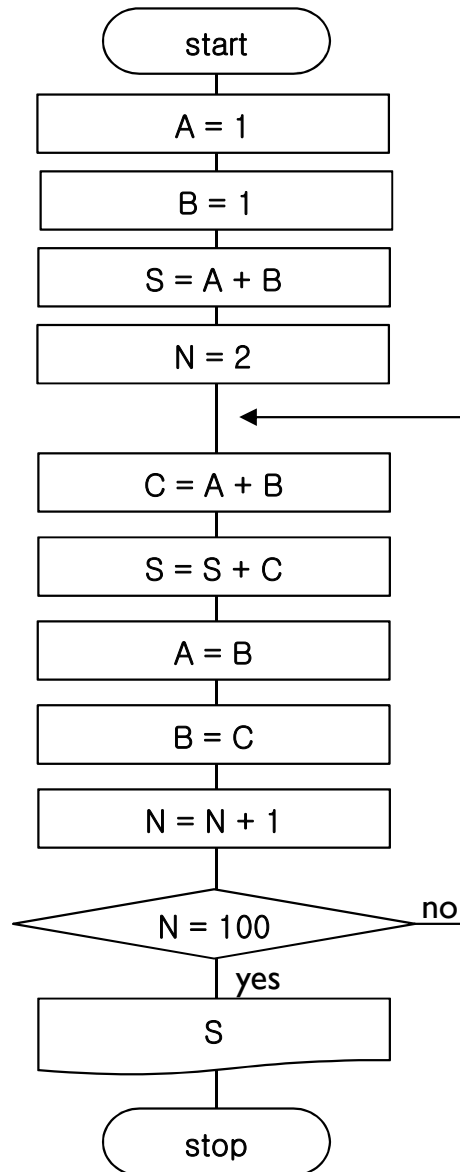 start
A = 1
B = 1
S = A + B
N = 2
C = A + B
S = S + C
A = B
B = C
N = N + 1
N = 100
no
yes
S
stop